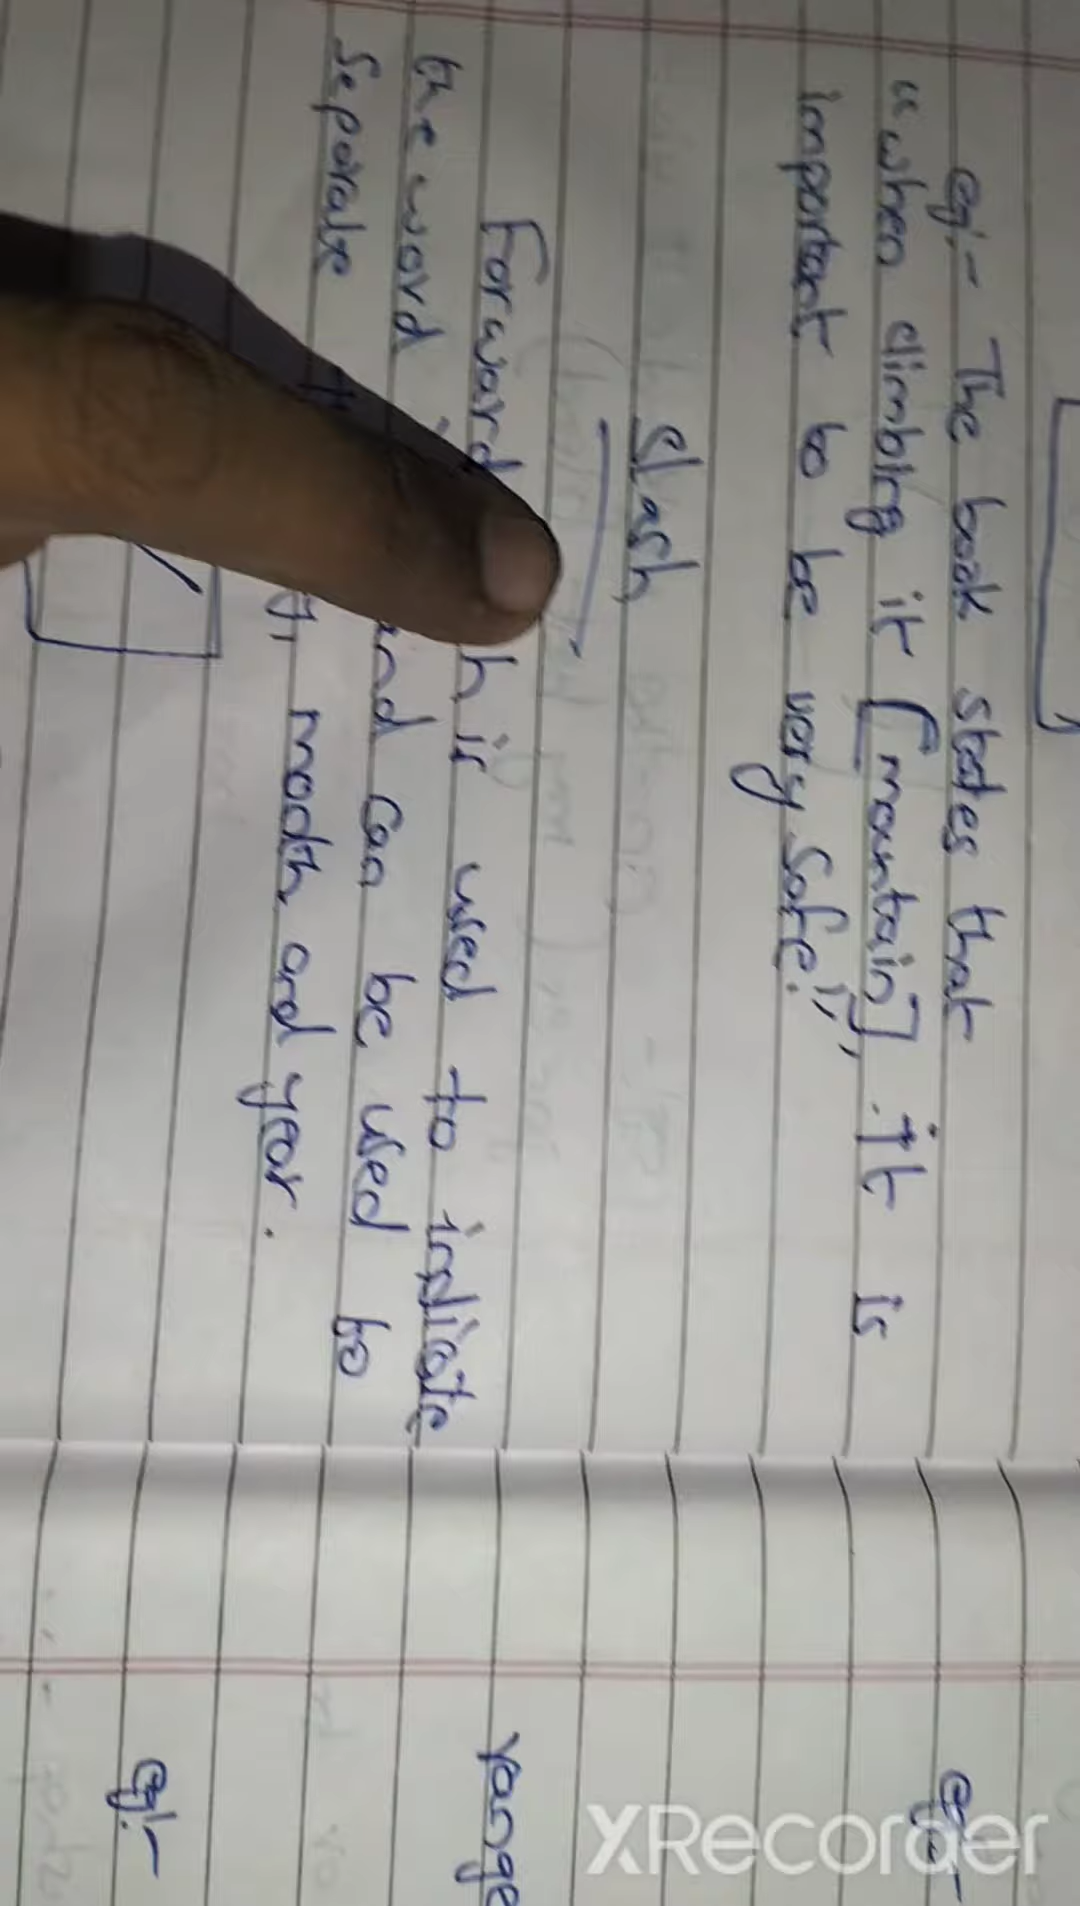 eg:- The book states that
"when climbing it [mountain] It is
important to be very safe!",
Slash
Forward h is used to indicate
the word and can be used to
Separate y, modth and year.
eg:-
range
eg:-
XRecorder